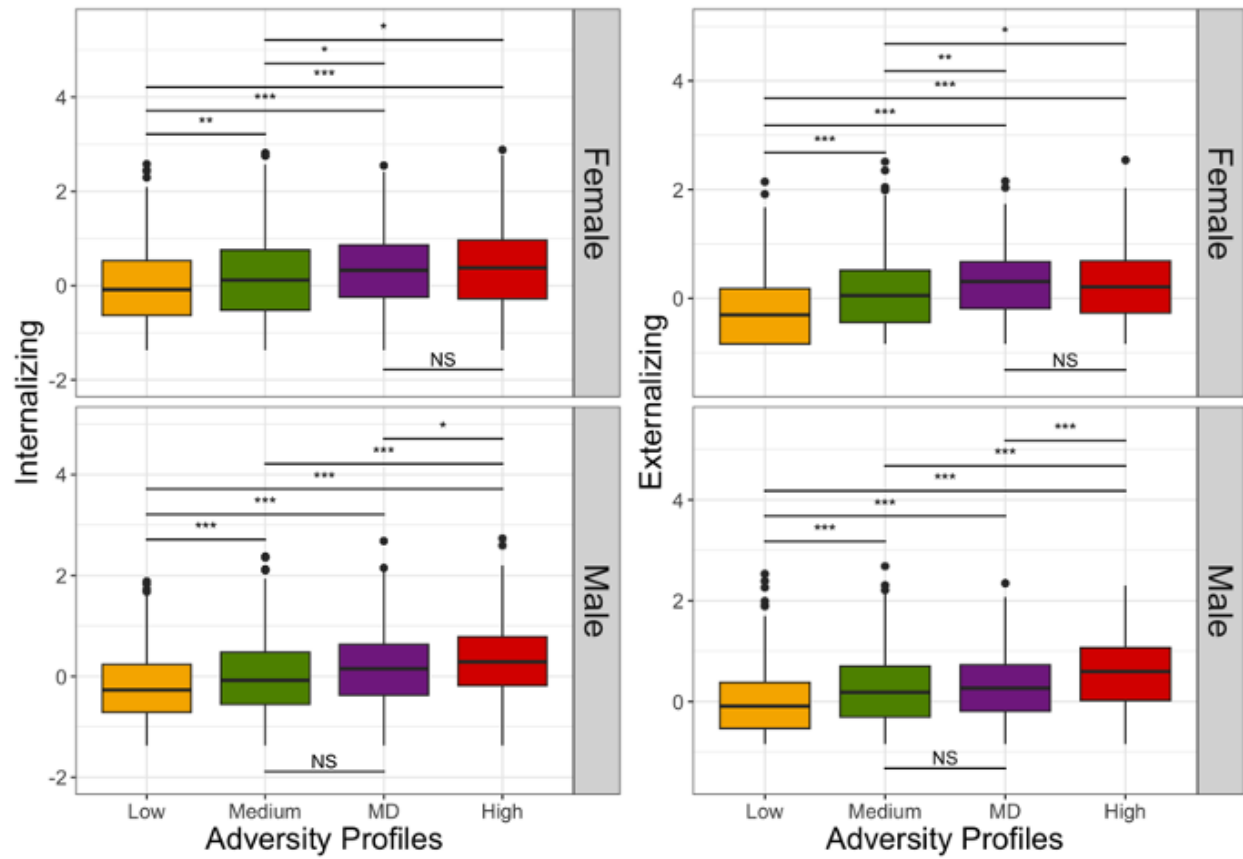 Internalizing
Female
*
*
***
***
**
4
2
0
-2
NS
Male
*
***
***
***
***
4
2
0
-2
NS
Low Medium MD High
Adversity Profiles
Externalizing
Female
*
**
***
***
***
4
2
0
NS
Male
***
***
***
***
***
4
2
0
NS
Low Medium MD High
Adversity Profiles